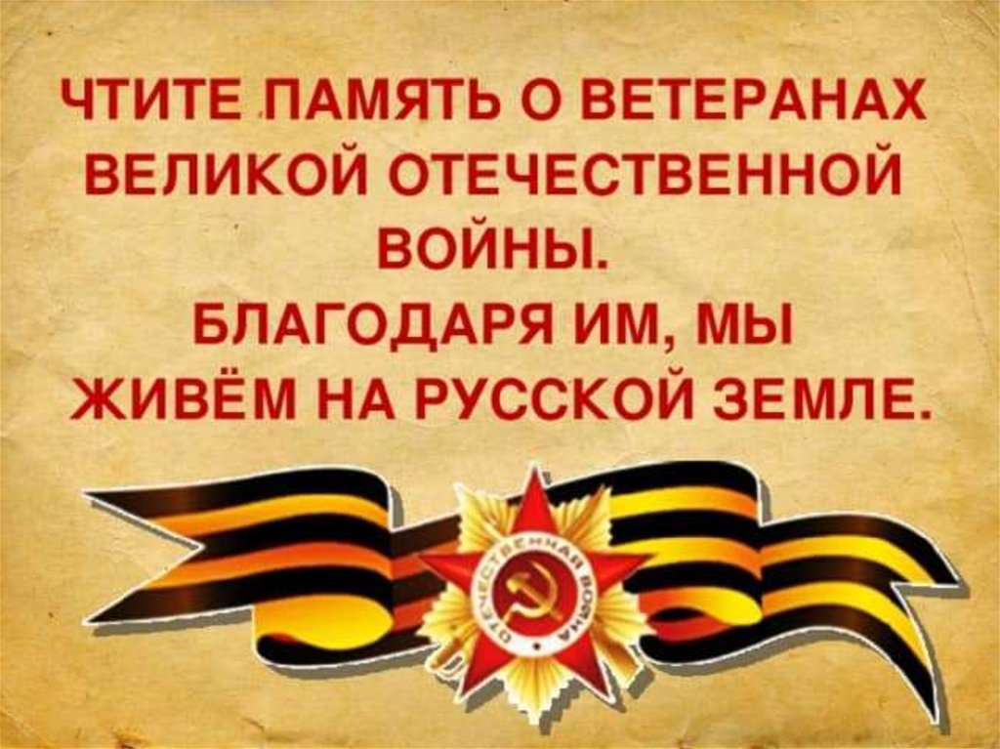 ЧТИТЕ ПАМЯТЬ О ВЕТЕРАНАХ
ВЕЛИКОЙ ОТЕЧЕСТВЕННОЙ
ВОЙНЫ.
БЛАГОДАРЯ ИМ, МЫ
ЖИВЁМ НА РУССКОЙ ЗЕМЛЕ.
ОТЕЧЕСТВЕННАЯ ВОЙНА